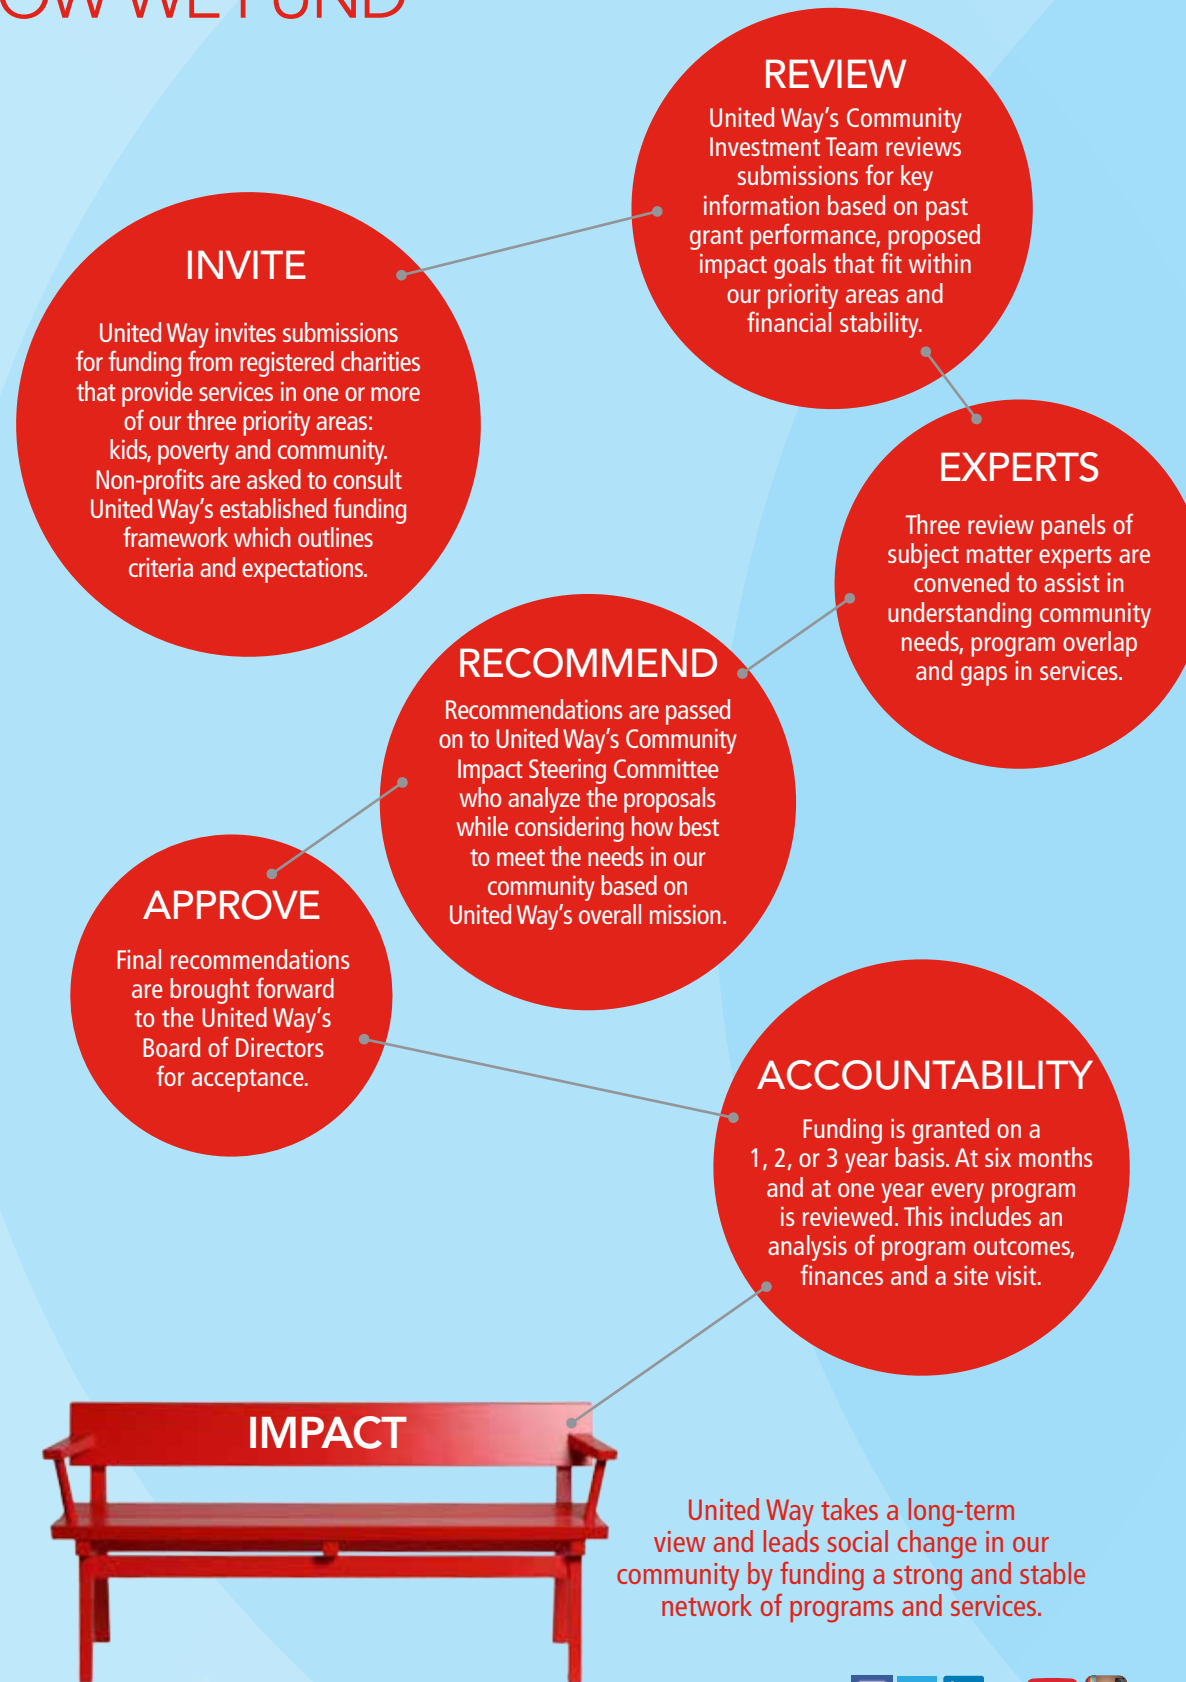 OW WE FUND
REVIEW
United Way’s Community
Investment Team reviews
submissions for key
information based on past
grant performance, proposed
impact goals that fit within
our priority areas and
financial stability.
INVITE
United Way invites submissions
for funding from registered charities
that provide services in one or more
of our three priority areas:
kids, poverty and community.
Non-profits are asked to consult
United Way’s established funding
framework which outlines
criteria and expectations.
EXPERTS
Three review panels of
subject matter experts are
convened to assist in
understanding community
needs, program overlap
and gaps in services.
RECOMMEND
Recommendations are passed
on to United Way’s Community
Impact Steering Committee
who analyze the proposals
while considering how best
to meet the needs in our
community based on
United Way’s overall mission.
APPROVE
Final recommendations
are brought forward
to the United Way’s
Board of Directors
for acceptance.
ACCOUNTABILITY
Funding is granted on a
1, 2, or 3 year basis. At six months
and at one year every program
is reviewed. This includes an
analysis of program outcomes,
finances and a site visit.
IMPACT
United Way takes a long-term
view and leads social change in our
community by funding a strong and stable
network of programs and services.